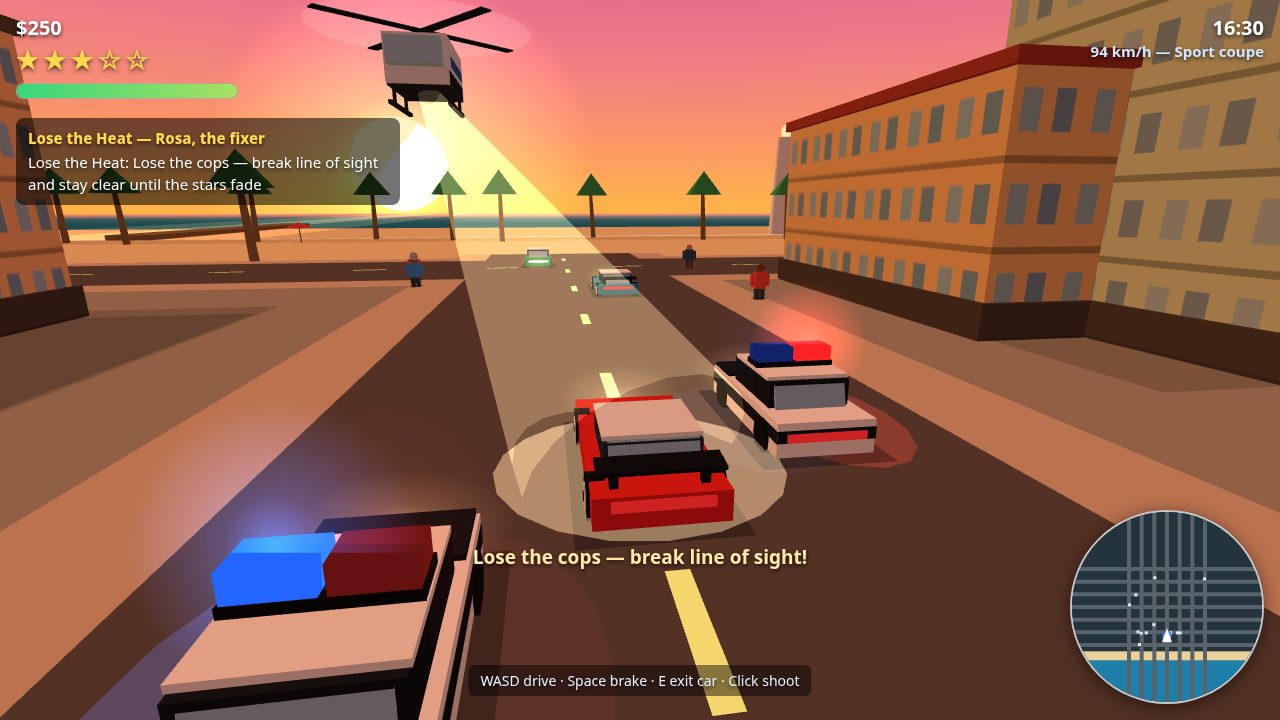 $250
★★★☆☆
16:30
94 km/h — Sport coupe
Lose the Heat — Rosa, the fixer
Lose the Heat: Lose the cops — break line of sight
and stay clear until the stars fade
Lose the cops — break line of sight!
WASD drive · Space brake · E exit car · Click shoot